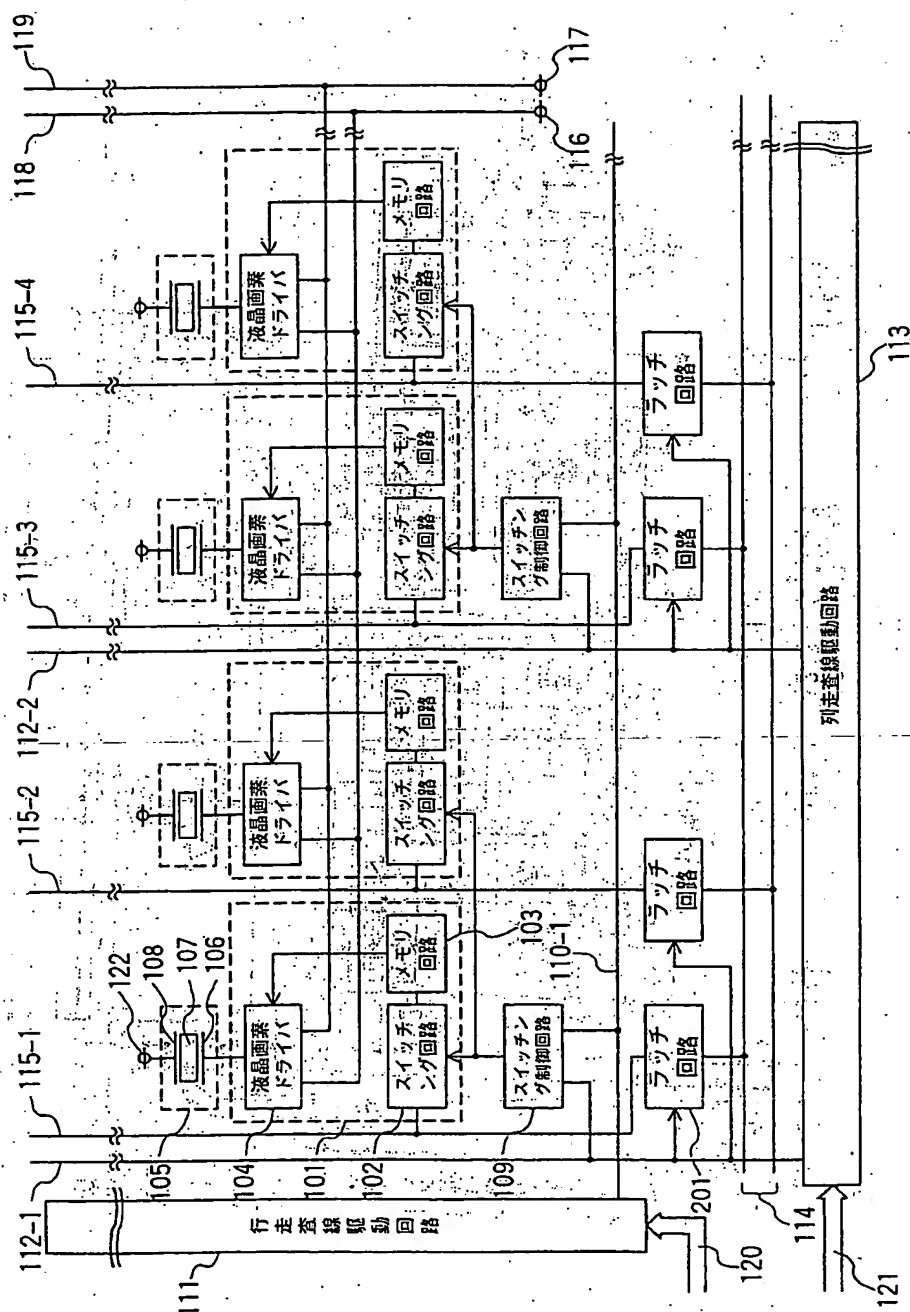 119
118
117
116
115-4
115-3
112-2
115-2
115-1
112-1
122
108
107
106
105
104
101
102
103
109
110-1
111
113
114
120
121
201
液晶画素
ドライバ
メモリ
回路
スイッチ
ング回路
液晶画素
ドライバ
メモリ
回路
スイッチ
ング回路
液晶画素
ドライバ
メモリ
回路
スイッチ
ング回路
液晶画素
ドライバ
メモリ
回路
スイッチ
ング回路
スイッチン
グ制御回路
スイッチン
グ制御回路
ラッチ
回路
ラッチ
回路
ラッチ
回路
ラッチ
回路
行走査線駆動回路
列走査線駆動回路